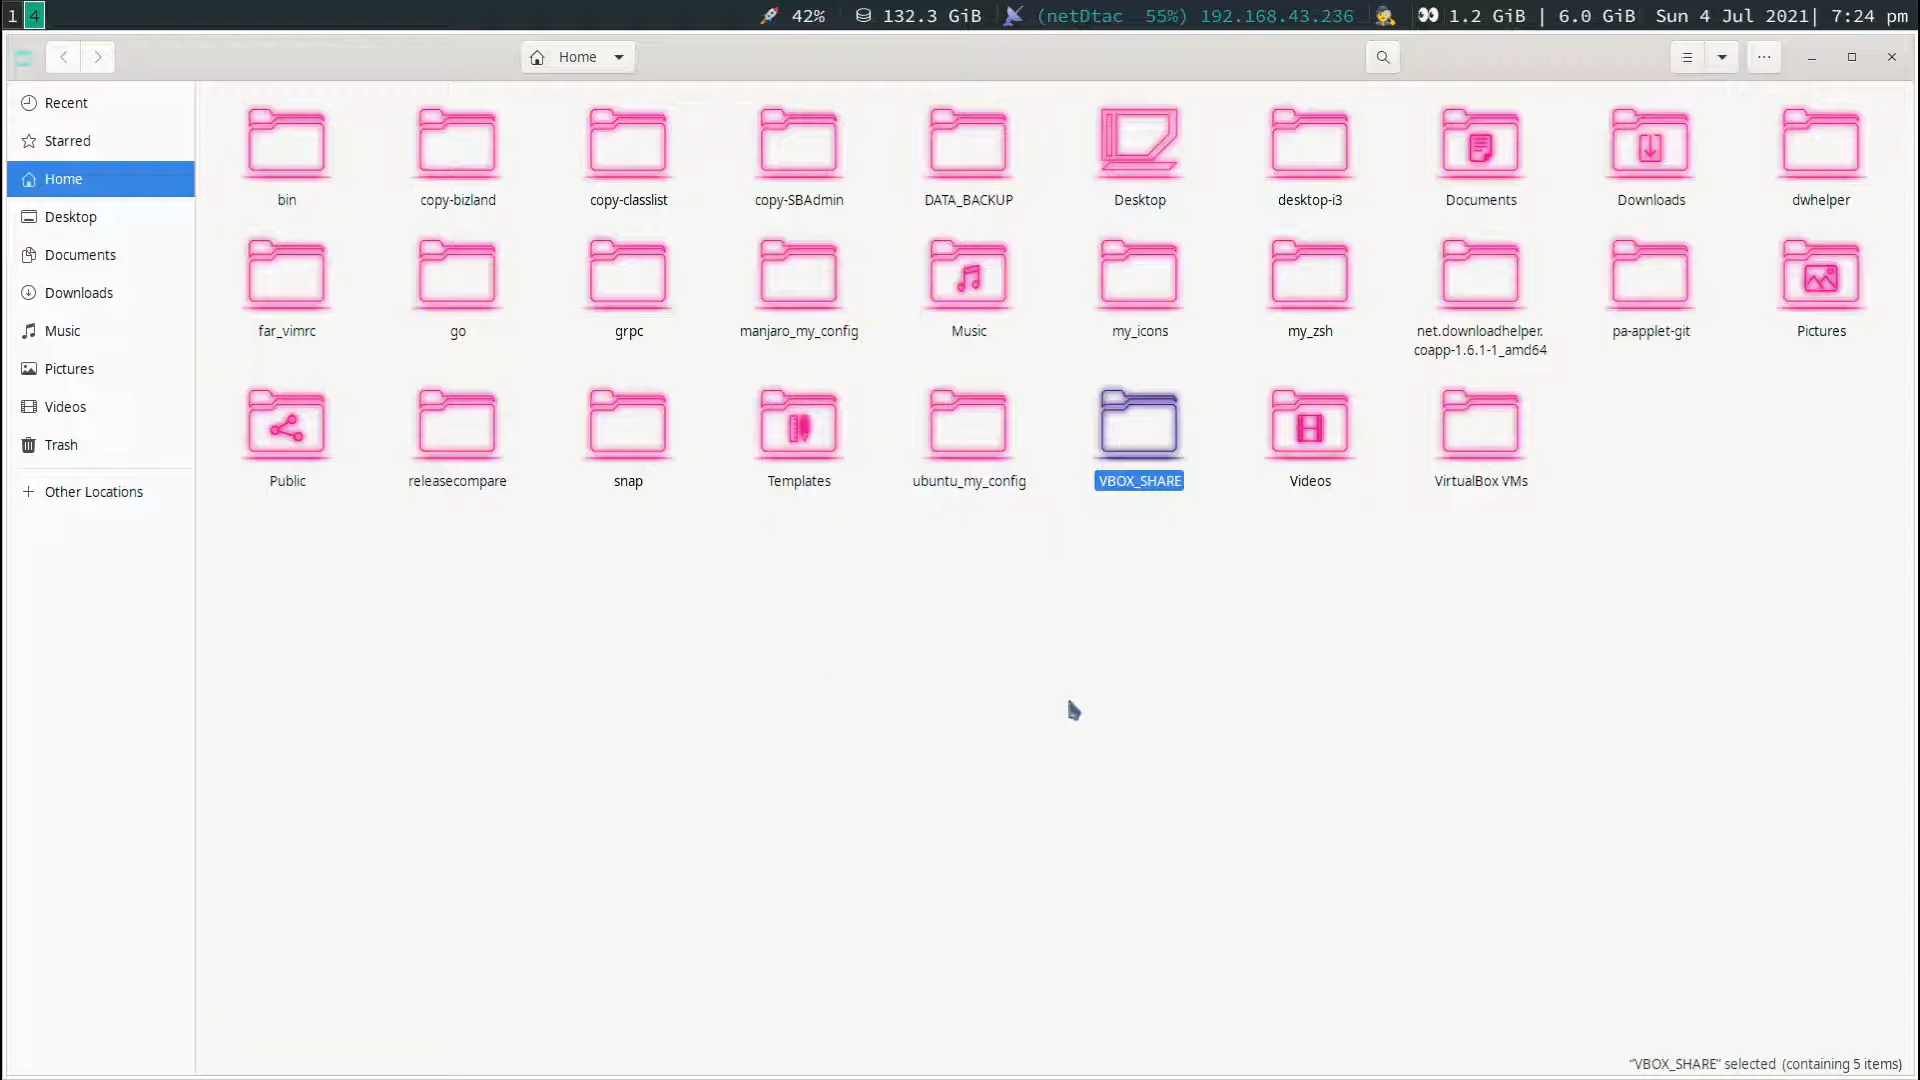 1 4 42% 132.3 GiB (netDtac 55%) 192.168.43.236 1.2 GiB | 6.0 GiB Sun 4 Jul 2021| 7:24 pm
Home
Recent
Starred
Home
Desktop
Documents
Downloads
Music
Pictures
Videos
Trash
Other Locations
bin copy-bizland copy-classlist copy-SBAdmin DATA_BACKUP Desktop desktop-i3 Documents Downloads dwhelper
far_vimrc go grpc manjaro_my_config Music my_icons my_zsh net.downloadhelper. pa-applet-git Pictures
coapp-1.6.1-1_amd64
Public releasecompare snap Templates ubuntu_my_config VBOX_SHARE Videos VirtualBox VMs
“VBOX_SHARE” selected (containing 5 items)